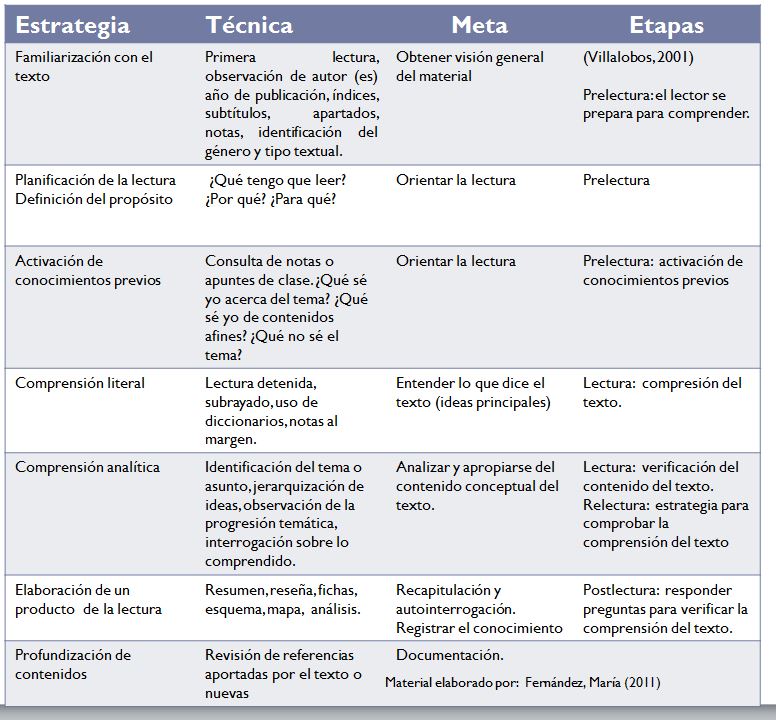 Estrategia Técnica Meta Etapas
Familiarización con el
texto
Primera lectura,
observación de autor (es)
año de publicación, índices,
subtítulos, apartados,
notas, identificación del
género y tipo textual.
Obtener visión general
del material
(Villalobos, 2001)
Prelectura: el lector se
prepara para comprender.
Planificación de la lectura
Definición del propósito
¿Qué tengo que leer?
¿Por qué? ¿Para qué?
Orientar la lectura
Prelectura
Activación de
conocimientos previos
Consulta de notas o
apuntes de clase. ¿Qué sé
yo acerca del tema? ¿Qué
sé yo de contenidos
afines? ¿Qué no sé el
tema?
Orientar la lectura
Prelectura: activación de
conocimientos previos
Comprensión literal
Lectura detenida,
subrayado, uso de
diccionarios, notas al
margen.
Entender lo que dice el
texto (ideas principales)
Lectura: compresión del
texto.
Comprensión analítica
Identificación del tema o
asunto, jerarquización de
ideas, observación de la
progresión temática,
interrogación sobre lo
comprendido.
Analizar y apropiarse del
contenido conceptual del
texto.
Lectura: verificación del
contenido del texto.
Relectura: estrategia para
comprobar la
comprensión del texto
Elaboración de un
producto de la lectura
Resumen, reseña, fichas,
esquema, mapa, análisis.
Recapitulación y
autointerrogación.
Registrar el conocimiento
Postlectura: responder
preguntas para verificar la
comprensión del texto.
Profundización de
contenidos
Revisión de referencias
aportadas por el texto o
nuevas
Documentación.
Material elaborado por: Fernández, María (2011)